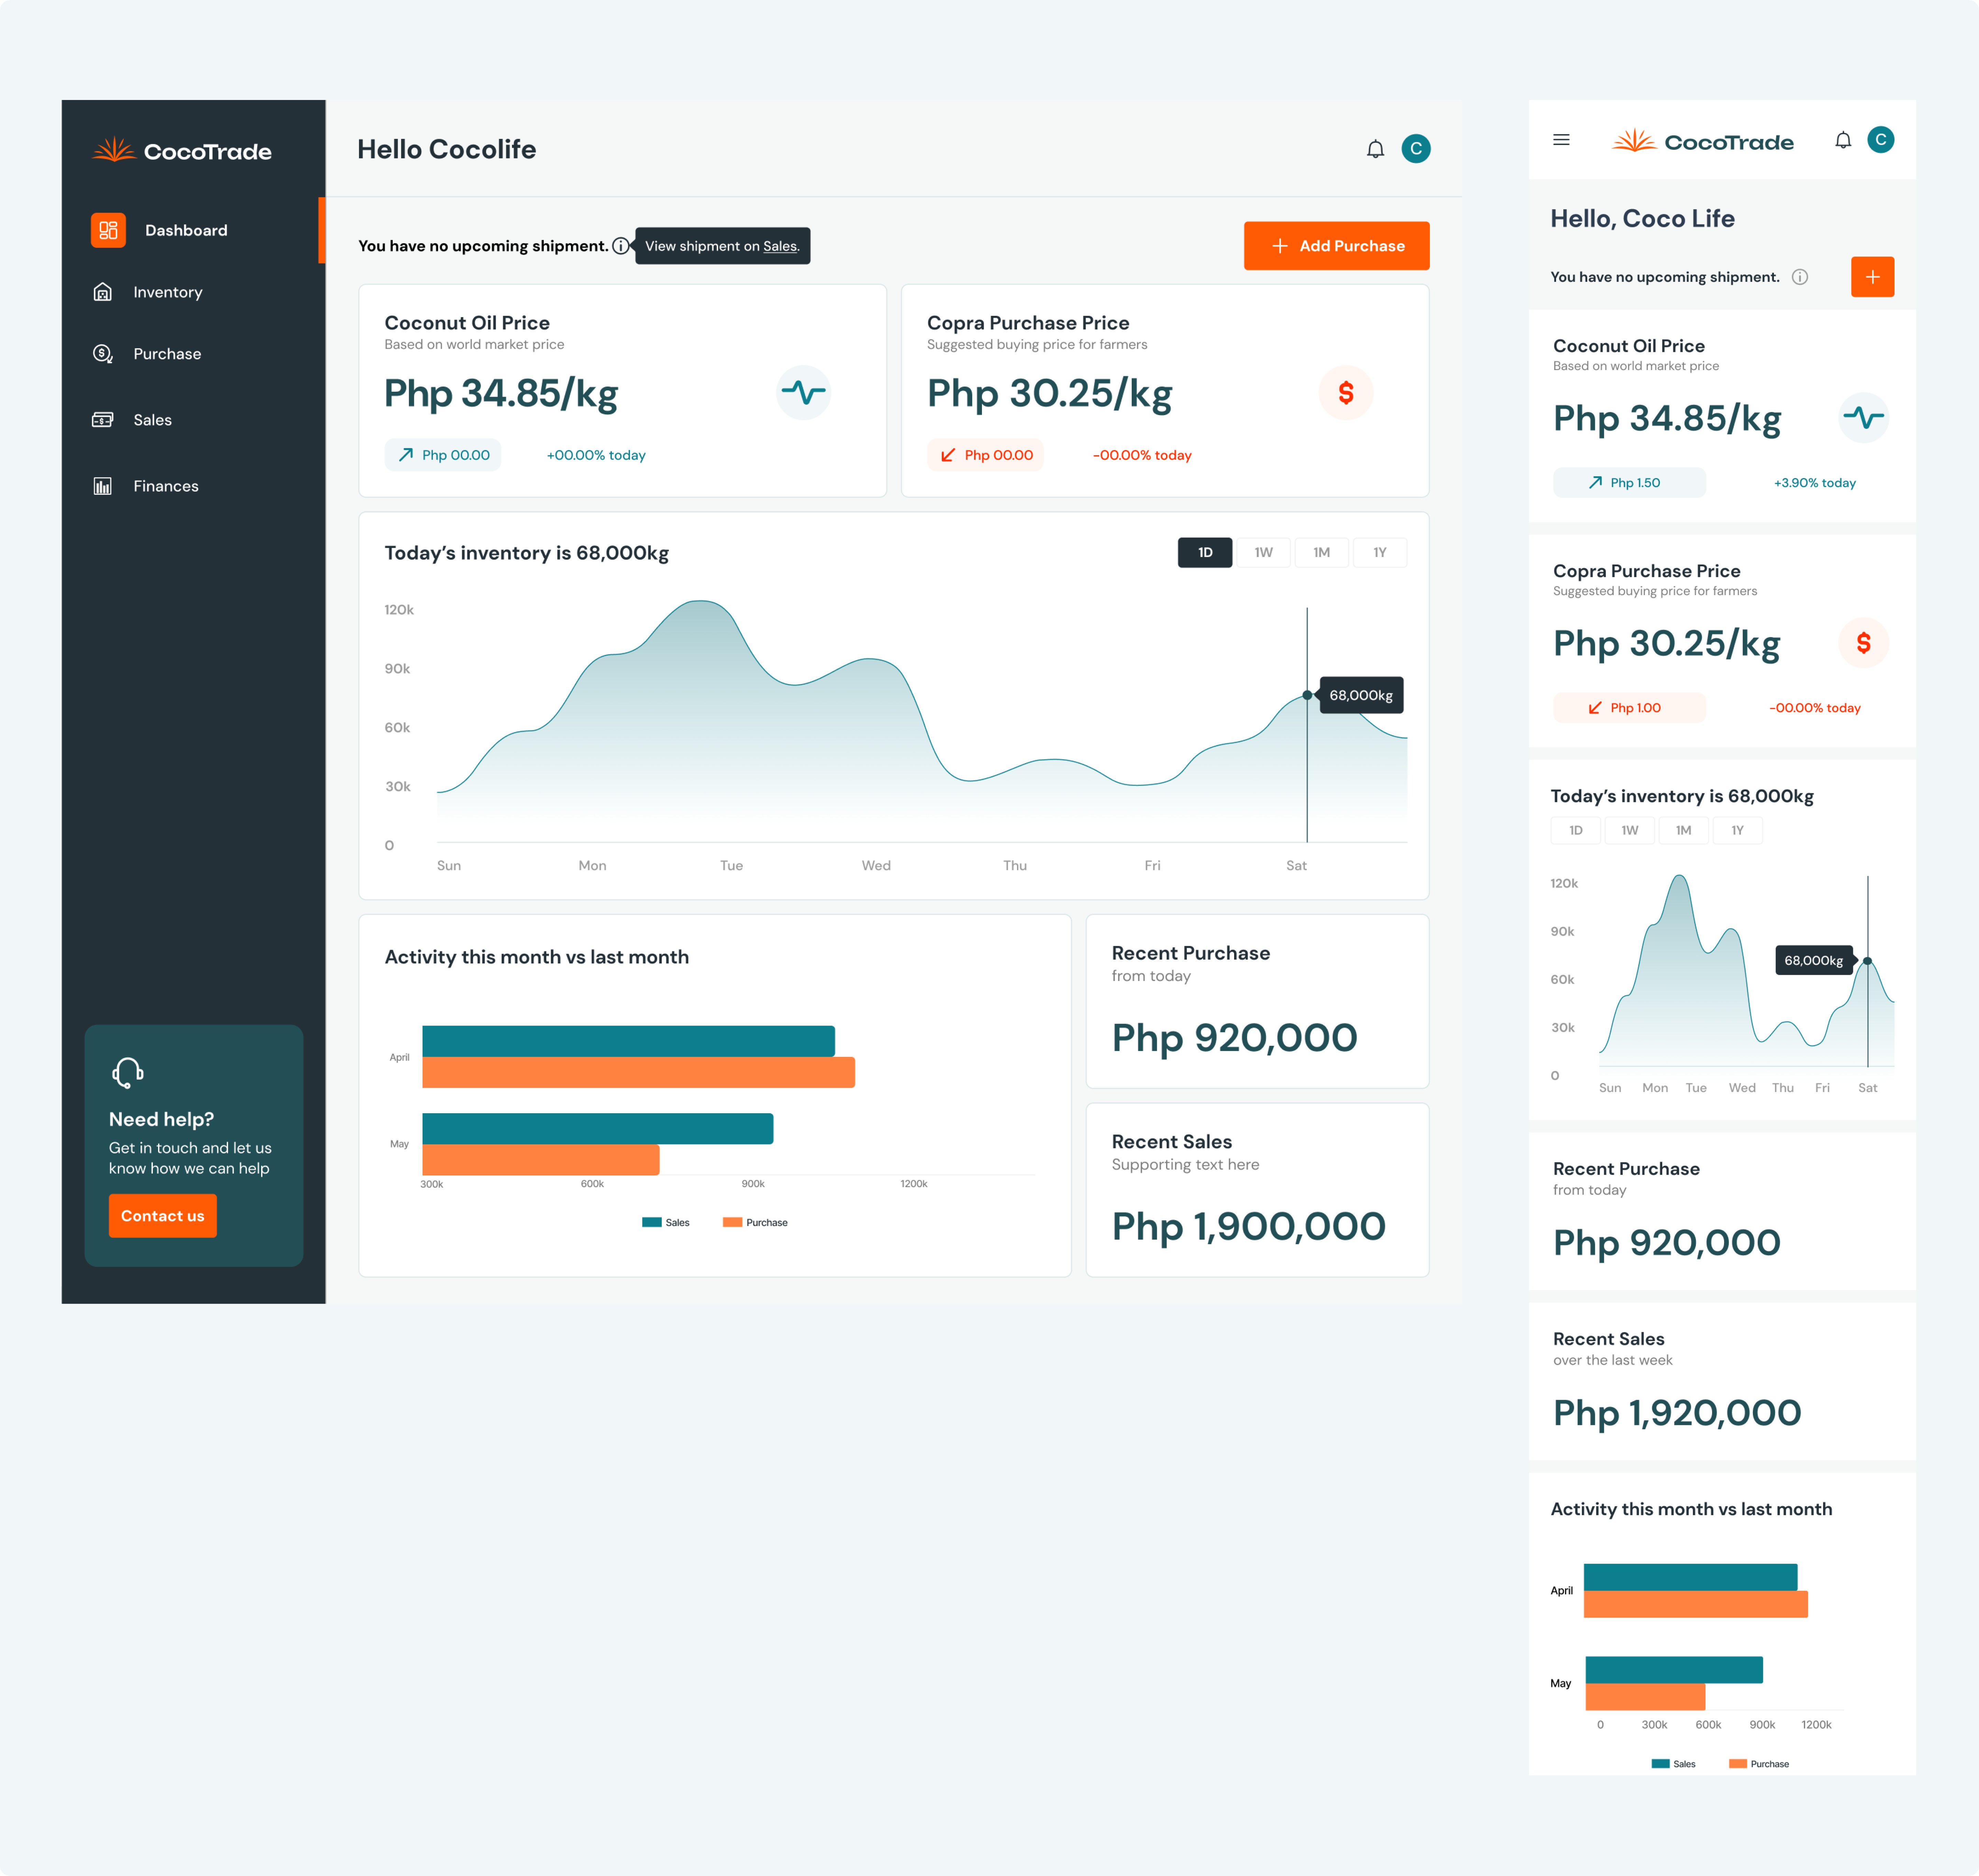 CocoTrade
Dashboard
Inventory
Purchase
Sales
Finances
Need help?
Get in touch and let us
know how we can help
Contact us
Hello Cocolife
C
You have no upcoming shipment.
View shipment on Sales.
Add Purchase
Coconut Oil Price
Based on world market price
Php 34.85/kg
Php 00.00
+00.00% today
Copra Purchase Price
Suggested buying price for farmers
Php 30.25/kg
$
Php 00.00
-00.00% today
Today’s inventory is 68,000kg
1D
1W
1M
1Y
120k
90k
60k
30k
0
68,000kg
Sun
Mon
Tue
Wed
Thu
Fri
Sat
Activity this month vs last month
April
May
300k
600k
900k
1200k
Sales
Purchase
Recent Purchase
from today
Php 920,000
Recent Sales
Supporting text here
Php 1,900,000
CocoTrade
C
Hello, Coco Life
You have no upcoming shipment.
Coconut Oil Price
Based on world market price
Php 34.85/kg
Php 1.50
+3.90% today
Copra Purchase Price
Suggested buying price for farmers
Php 30.25/kg
$
Php 1.00
-00.00% today
Today’s inventory is 68,000kg
1D
1W
1M
1Y
120k
90k
60k
30k
0
68,000kg
Sun
Mon
Tue
Wed
Thu
Fri
Sat
Recent Purchase
from today
Php 920,000
Recent Sales
over the last week
Php 1,920,000
Activity this month vs last month
April
May
0
300k
600k
900k
1200k
Sales
Purchase